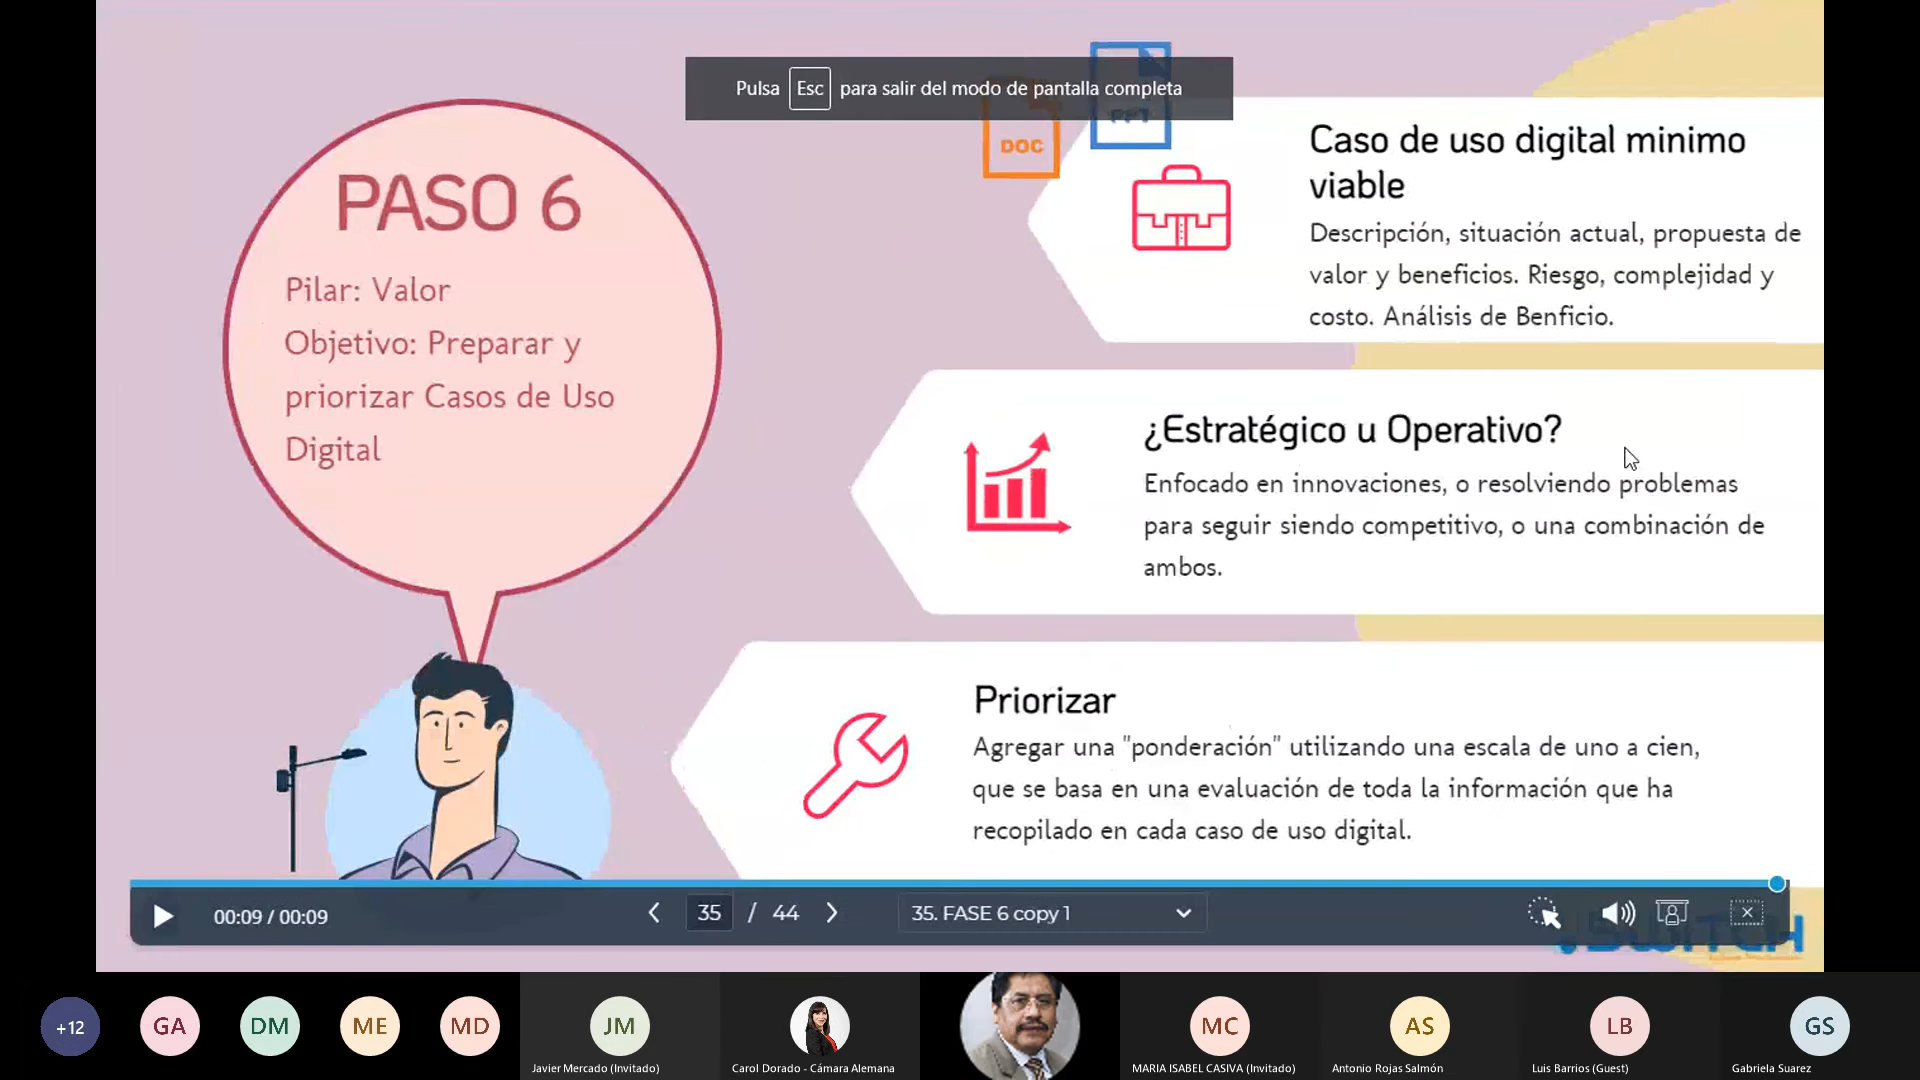 Pulsa Esc para salir del modo de pantalla completa
DOC
PPT
PASO 6
Pilar: Valor
Objetivo: Preparar y
priorizar Casos de Uso
Digital
Caso de uso digital minimo
viable
Descripción, situación actual, propuesta de
valor y beneficios. Riesgo, complejidad y
costo. Análisis de Benficio.
¿Estratégico u Operativo?
Enfocado en innovaciones, o resolviendo problemas
para seguir siendo competitivo, o una combinación de
ambos.
Priorizar
Agregar una "ponderación" utilizando una escala de uno a cien,
que se basa en una evaluación de toda la información que ha
recopilado en cada caso de uso digital.
00:09 / 00:09
35 / 44
35. FASE 6 copy 1
SWITCH
+12
GA
DM
ME
MD
JM
MC
AS
LB
GS
Javier Mercado (Invitado)
Carol Dorado - Cámara Alemana
MARIA ISABEL CASIVA (Invitado)
Antonio Rojas Salmón
Luis Barrios (Guest)
Gabriela Suarez